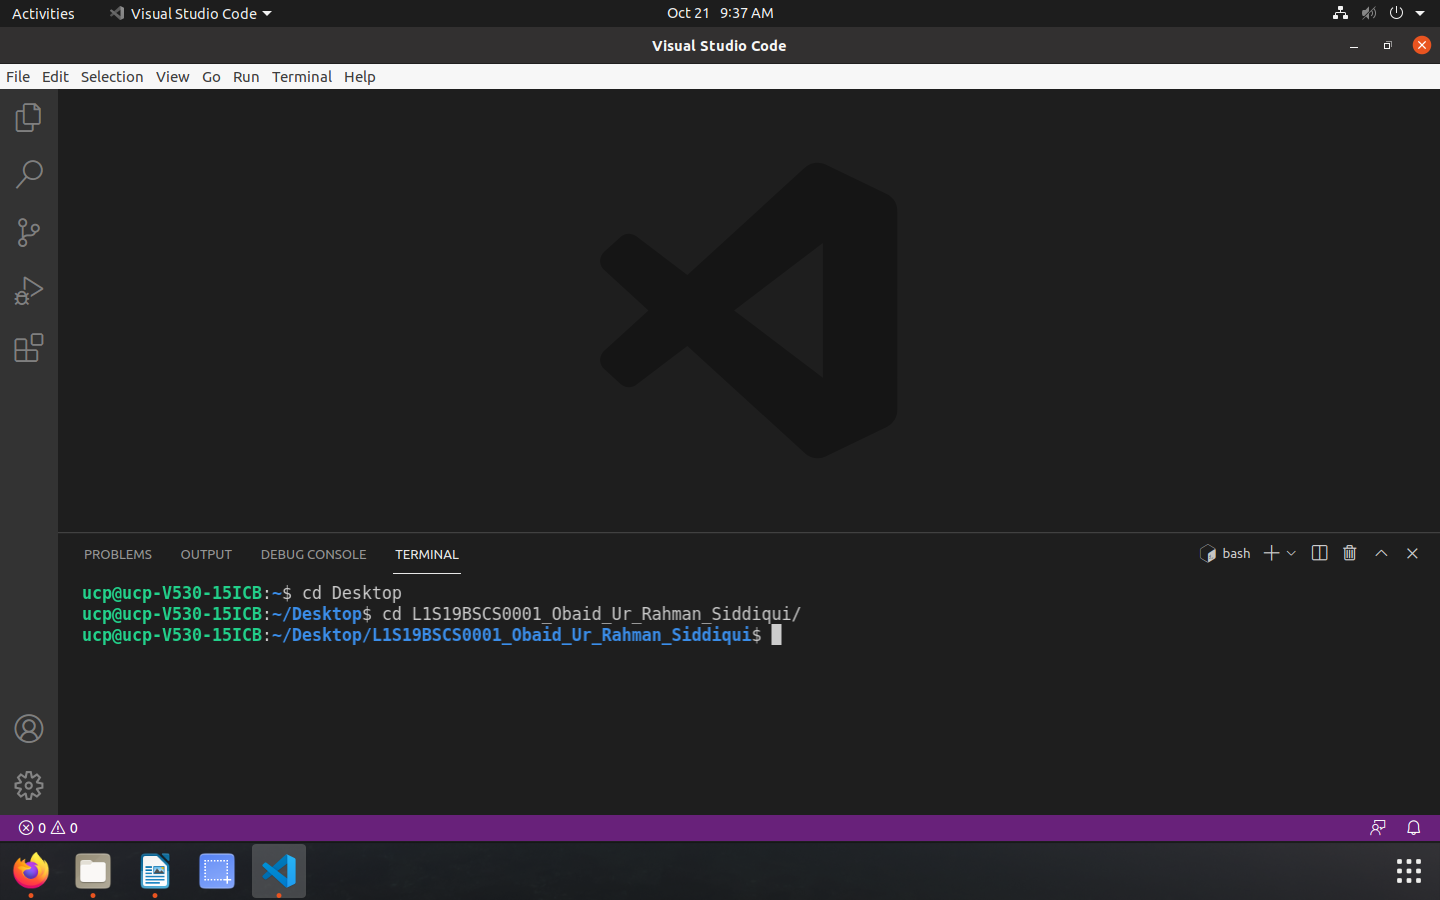 Activities Visual Studio Code Oct 21 9:37 AM
Visual Studio Code
File Edit Selection View Go Run Terminal Help
PROBLEMS OUTPUT DEBUG CONSOLE TERMINAL bash
ucp@ucp-V530-15ICB:~$ cd Desktop
ucp@ucp-V530-15ICB:~/Desktop$ cd L1S19BSCS0001_Obaid_Ur_Rahman_Siddiqui/
ucp@ucp-V530-15ICB:~/Desktop/L1S19BSCS0001_Obaid_Ur_Rahman_Siddiqui$
0 0